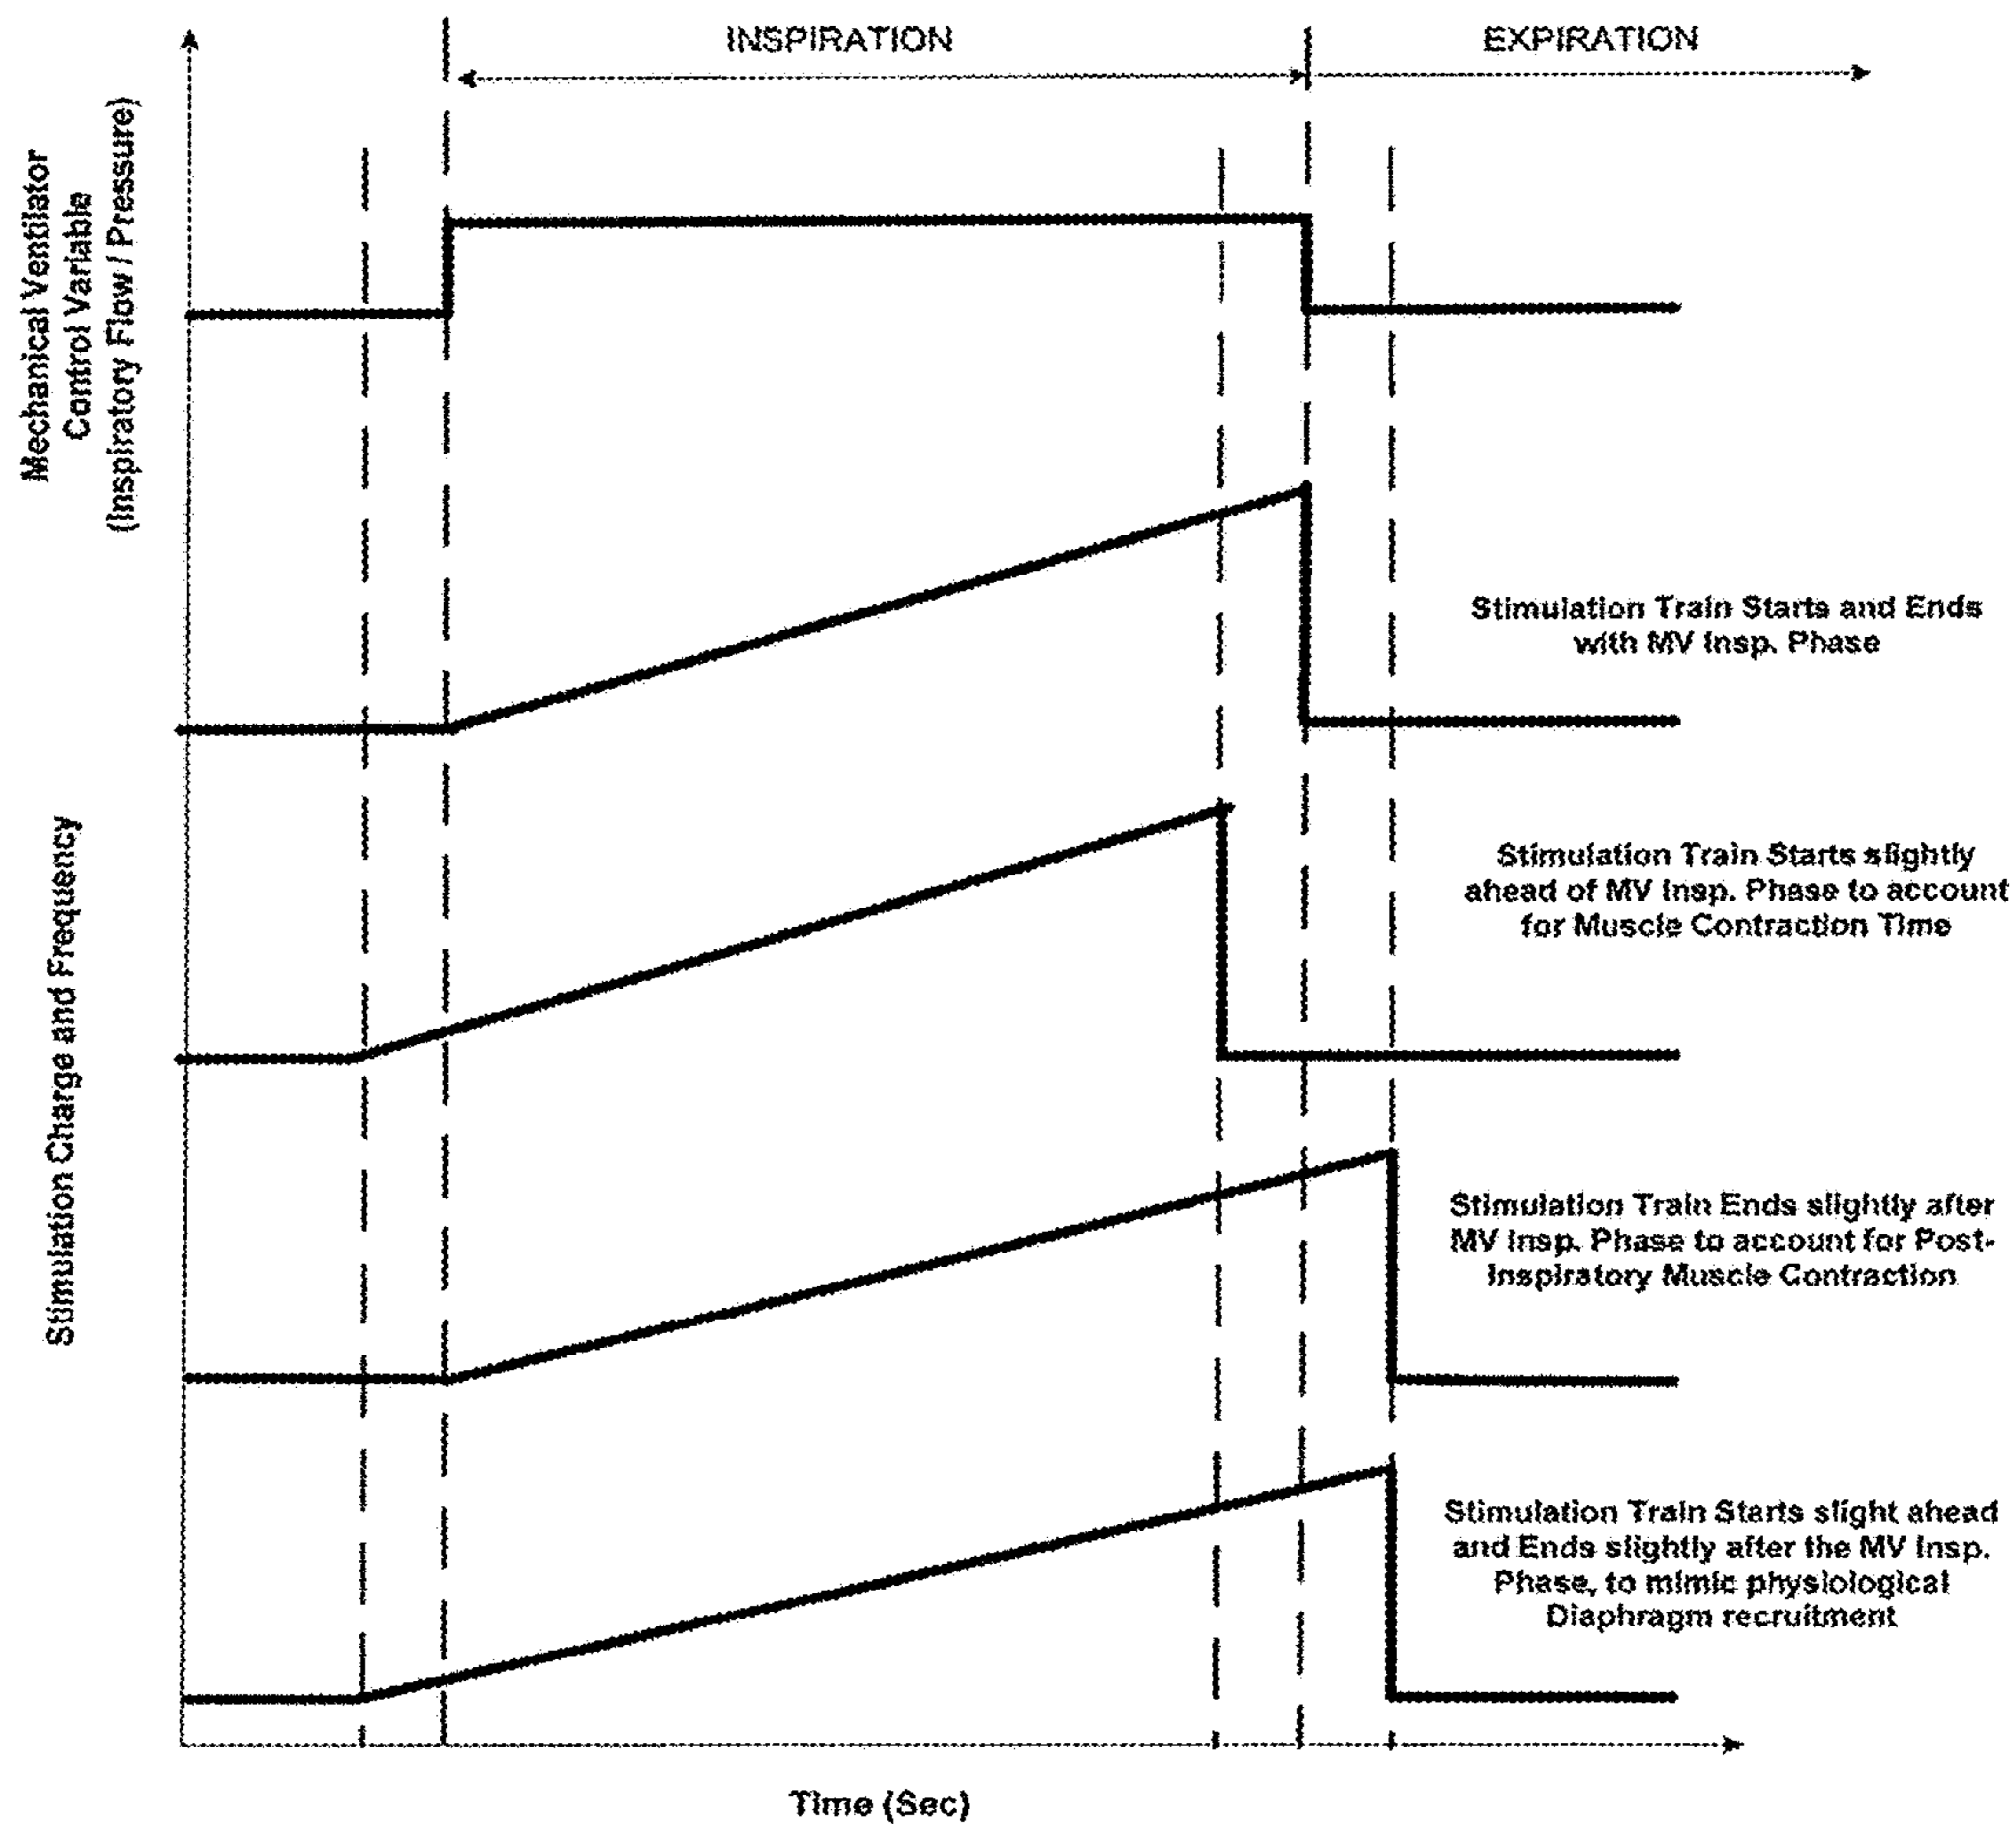 INSPIRATION
EXPIRATION
Mechanical Ventilator
Control Variable
(Inspiratory Flow / Pressure)
Stimulation Train Starts and Ends
with MV Insp. Phase
Stimulation Charge and Frequency
Stimulation Train Starts slightly
ahead of MV Insp. Phase to account
for Muscle Contraction Time
Stimulation Train Ends slightly after
MV Insp. Phase to account for Post-
Inspiratory Muscle Contraction
Stimulation Train Starts slight ahead
and Ends slightly after the MV Insp.
Phase, to mimic physiological
Diaphragm recruitment
Time (Sec)